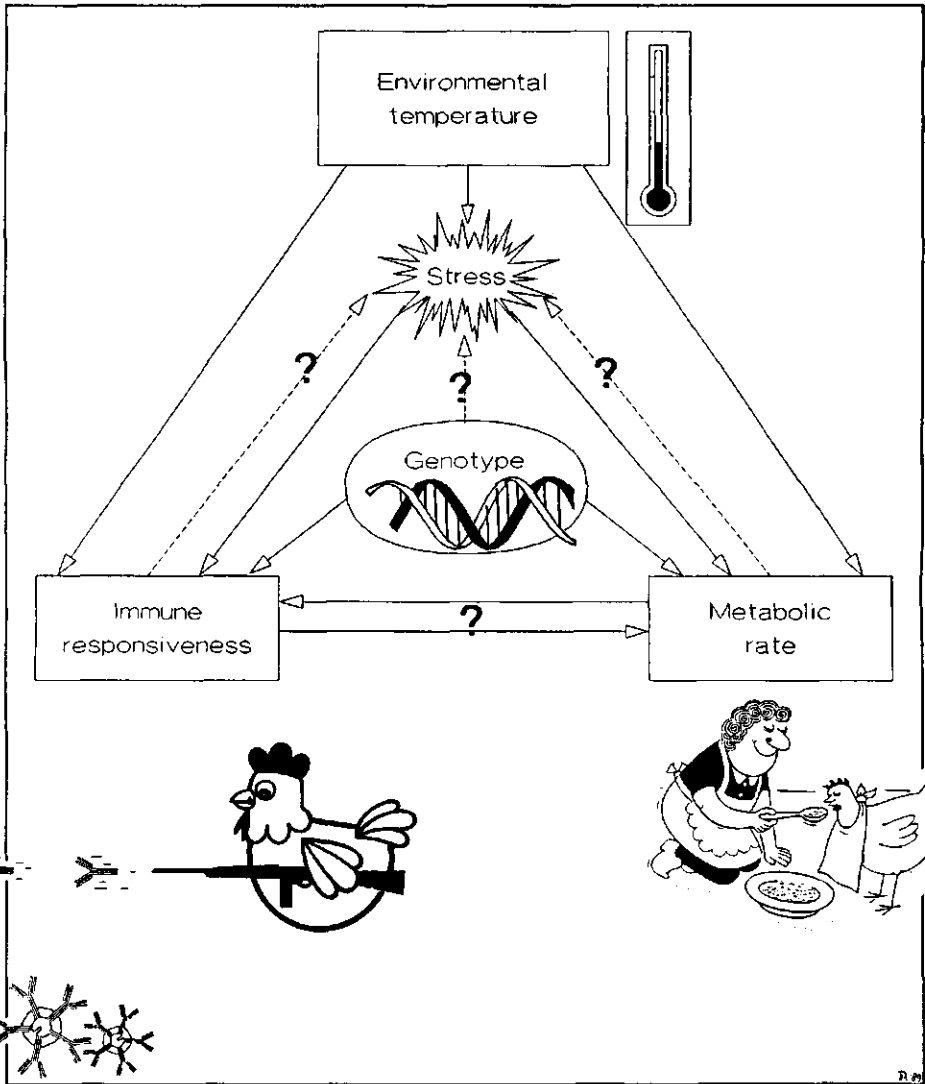 Environmental
temperature
Stress
?
?
?
Genotype
Immune
responsiveness
?
Metabolic
rate